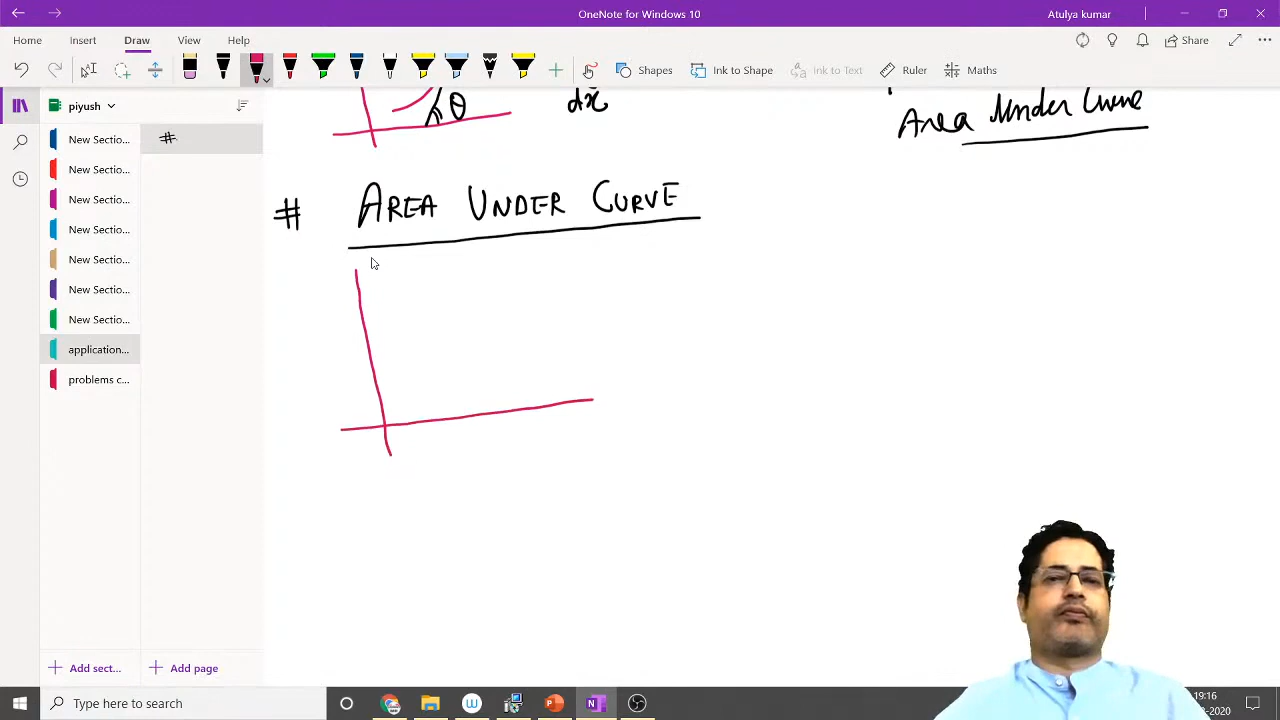 OneNote for Windows 10
Atulya kumar
Home Insert Draw View Help
Share
Shapes
Ink to Shape
Ink to Text
Ruler
Maths
piyush
New Sectio...
New Sectio...
New Sectio...
New Sectio...
New Sectio...
New Sectio...
New Sectio...
application...
problems c...
#
θ
dx
Area Under Curve
# AREA UNDER CURVE
Add sect...
Add page
Type here to search
19:16
-2020